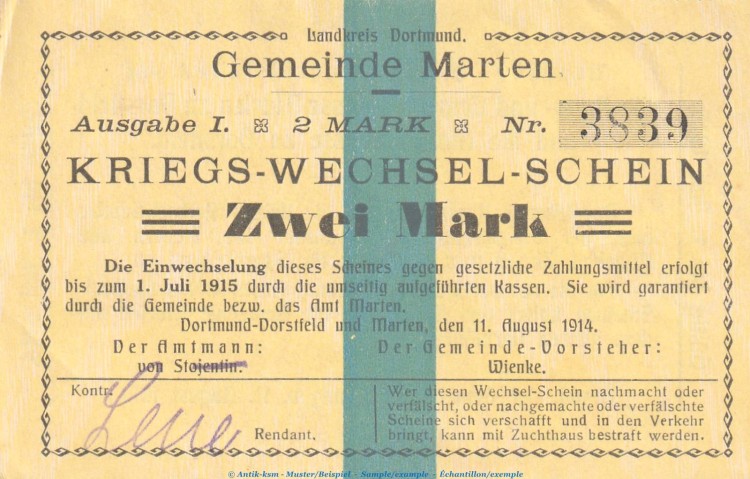 Landkreis Dortmund.
Gemeinde Marten
Ausgabe I. 2 MARK Nr. 3839
KRIEGS-WECHSEL-SCHEIN
Zwei Mark
Die Einwechselung dieses Scheines gegen gesetzliche Zahlungsmittel erfolgt
bis zum 1. Juli 1915 durch die umseitig aufgeführten Kassen. Sie wird garantiert
durch die Gemeinde bezw. das Amt Marten.
Dortmund-Dorstfeld und Marten, den 11. August 1914.
Der Amtmann: Der Gemeinde-Vorsteher:
von Stojentin. Wienke.
Kontr.
Rendant.
Wer diesen Wechsel-Schein nachmacht oder
verfälscht, oder nachgemachte oder verfälschte
Scheine sich verschafft und in den Verkehr
bringt, kann mit Zuchthaus bestraft werden.
© Antik-ksm - Muster/Beispiel - Sample/example - Échantillon/exemple